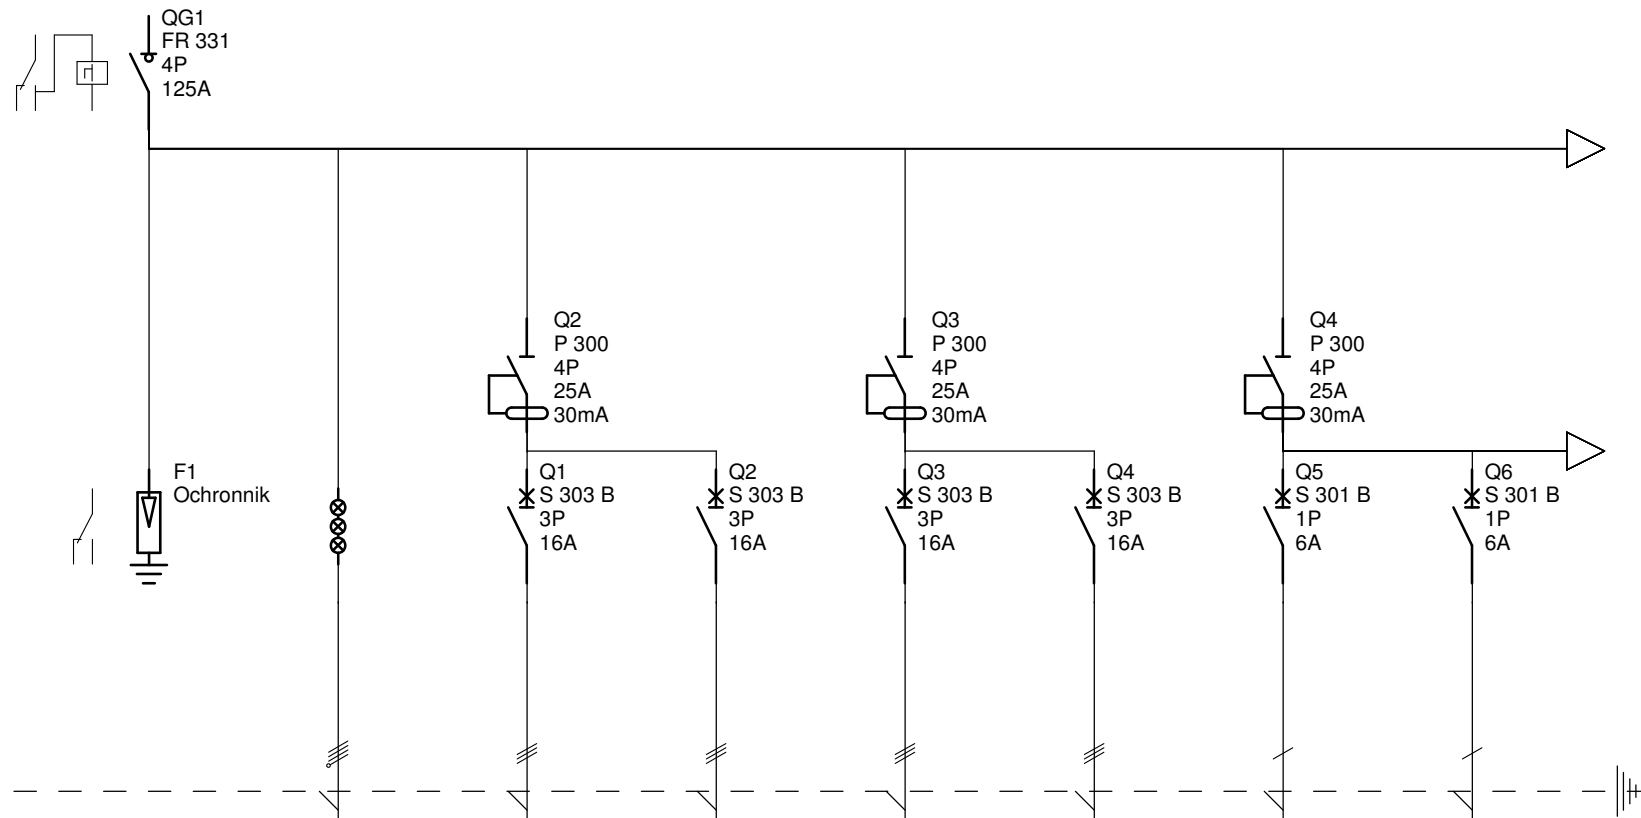 QG1
FR 331
4P
125A
Q2
P 300
4P
25A
30mA
Q3
P 300
4P
25A
30mA
Q4
P 300
4P
25A
30mA
F1
Ochronnik
Q1
S 303 B
3P
16A
Q2
S 303 B
3P
16A
Q3
S 303 B
3P
16A
Q4
S 303 B
3P
16A
Q5
S 301 B
1P
6A
Q6
S 301 B
1P
6A